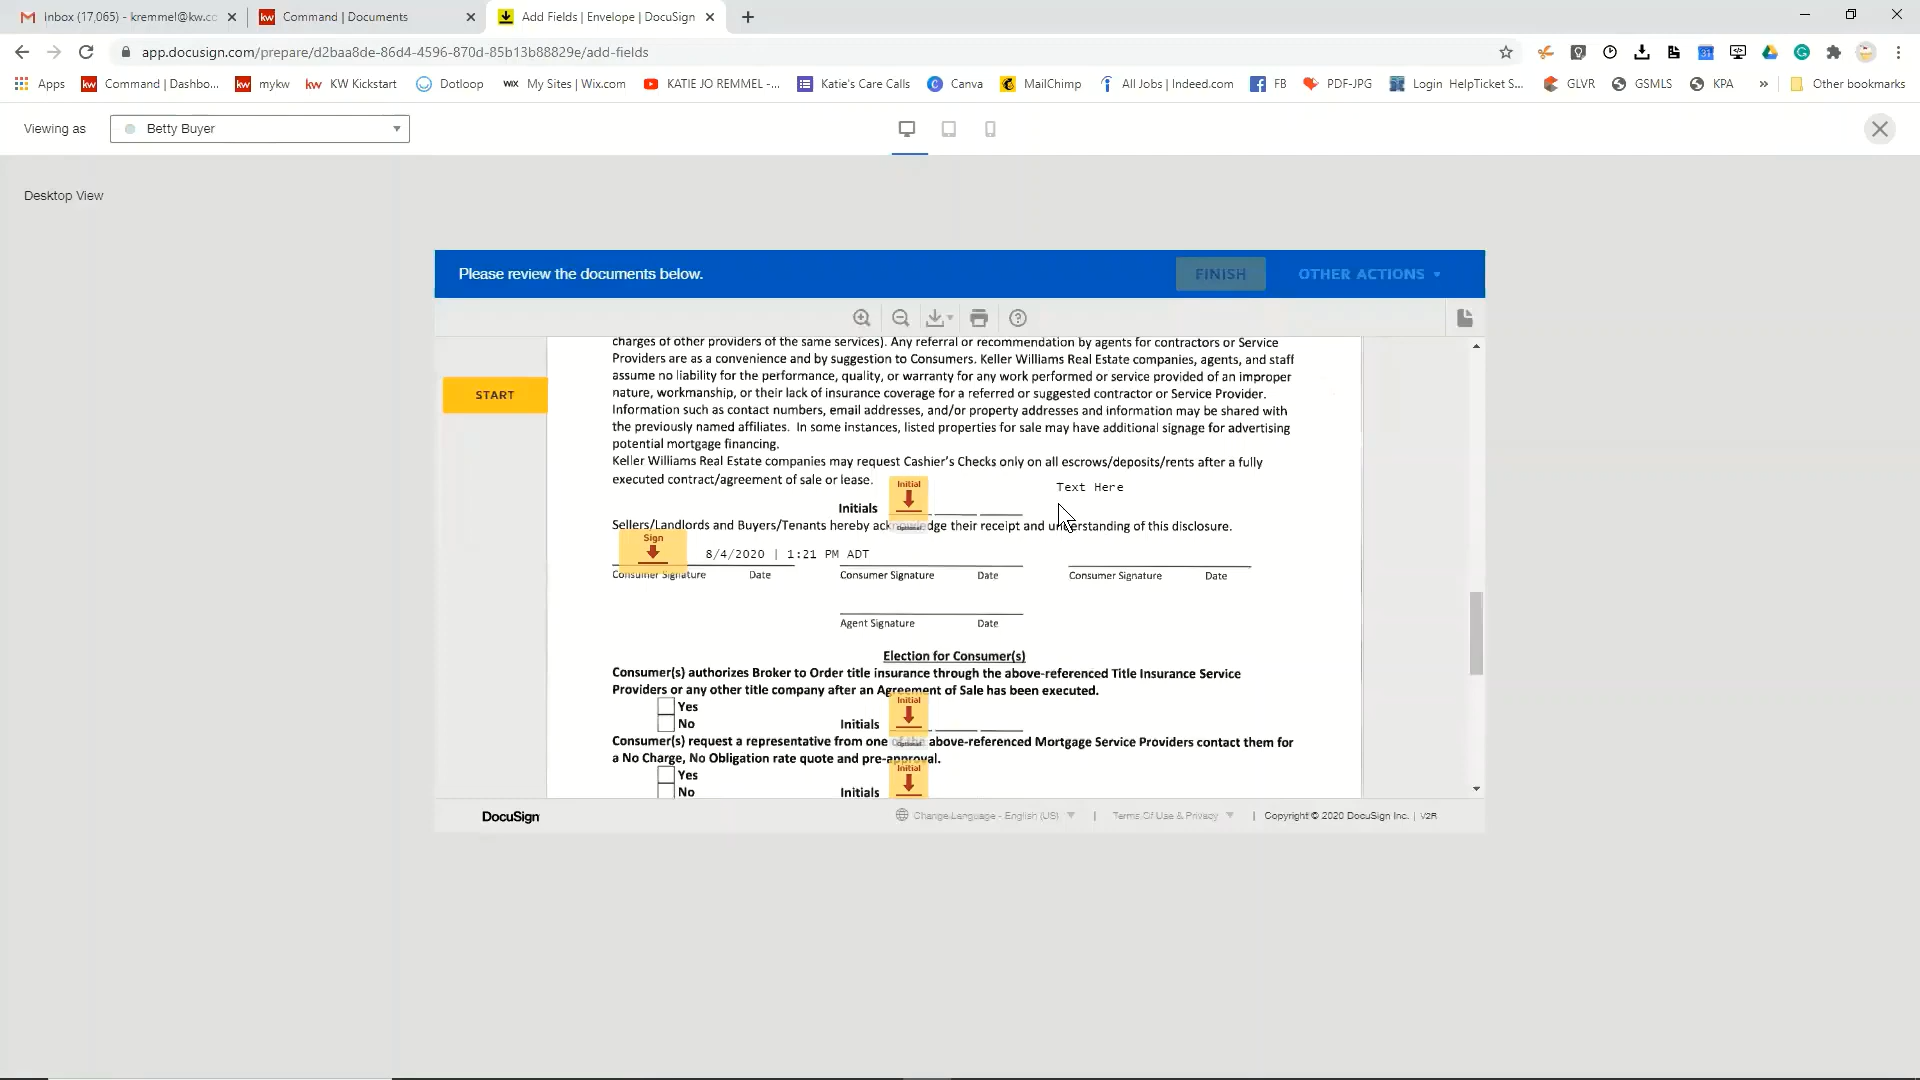 Inbox (17,065) - kremmel@kw.cc
Command | Documents
Add Fields | Envelope | DocuSign
app.docusign.com/prepare/d2baa8de-86d4-4596-870d-85b13b88829e/add-fields
Apps
Command | Dashbo...
mykw
KW Kickstart
Dotloop
WIX My Sites | Wix.com
KATIE JO REMMEL -...
Katie's Care Calls
Canva
MailChimp
All Jobs | Indeed.com
FB
PDF-JPG
Login HelpTicket S...
GLVR
GSMLS
KPA
»
Other bookmarks
Viewing as
Betty Buyer
Desktop View
Please review the documents below.
FINISH
OTHER ACTIONS
START
charges of other providers of the same services). Any referral or recommendation by agents for contractors or Service
Providers are as a convenience and by suggestion to Consumers. Keller Williams Real Estate companies, agents, and staff
assume no liability for the performance, quality, or warranty for any work performed or service provided of an improper
nature, workmanship, or their lack of insurance coverage for a referred or suggested contractor or Service Provider.
Information such as contact numbers, email addresses, and/or property addresses and information may be shared with
the previously named affiliates. In some instances, listed properties for sale may have additional signage for advertising
potential mortgage financing.
Keller Williams Real Estate companies may request Cashier's Checks only on all escrows/deposits/rents after a fully
executed contract/agreement of sale or lease.
Initial
Text Here
Initials
Optional
Sellers/Landlords and Buyers/Tenants hereby acknowledge their receipt and understanding of this disclosure.
Sign
8/4/2020 | 1:21 PM ADT
Consumer Signature Date
Consumer Signature Date
Consumer Signature Date
Agent Signature Date
Election for Consumer(s)
Consumer(s) authorizes Broker to Order title insurance through the above-referenced Title Insurance Service
Providers or any other title company after an Agreement of Sale has been executed.
Initial
Yes
No
Initials
Optional
Consumer(s) request a representative from one of the above-referenced Mortgage Service Providers contact them for
a No Charge, No Obligation rate quote and pre-approval.
Initial
Yes
No
Initials
DocuSign
Change Language - English (US)
| Terms Of Use & Privacy
| Copyright © 2020 DocuSign Inc. | V2R